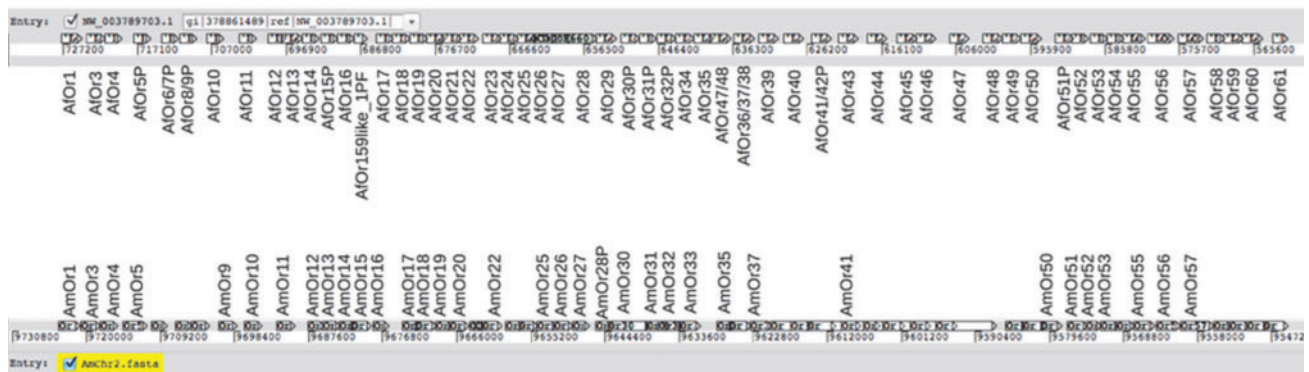 Entry: NW_003789703.1 gi|378861489|ref|NW_003789703.1|
727200 717100 707000 696900 686800 676700 666600 656500 646400 636300 626200 616100 606000 595900 585800 575700 565600
AfOr1 AfOr3 AfOr4 AfOr5P AfOr6/7P AfOr8/9P AfOr10 AfOr11 AfOr12 AfOr13 AfOr14 AfOr15P AfOr16 AfOr159like_1PF AfOr17 AfOr18 AfOr19 AfOr20 AfOr21 AfOr22 AfOr23 AfOr24 AfOr25 AfOr26 AfOr27 AfOr28 AfOr29 AfOr30P AfOr31P AfOr32P AfOr34 AfOr35 AfOr47/48 AfOr36/37/38 AfOr39 AfOr40 AfOr41/42P AfOr43 AfOr44 AfOr45 AfOr46 AfOr47 AfOr48 AfOr49 AfOr50 AfOr51P AfOr52 AfOr53 AfOr54 AfOr55 AfOr56 AfOr57 AfOr58 AfOr59 AfOr60 AfOr61
AmOr1 AmOr3 AmOr4 AmOr5 AmOr9 AmOr10 AmOr11 AmOr12 AmOr13 AmOr14 AmOr15 AmOr16 AmOr17 AmOr18 AmOr19 AmOr20 AmOr22 AmOr25 AmOr26 AmOr27 AmOr28P AmOr30 AmOr31 AmOr32 AmOr33 AmOr35 AmOr37 AmOr41 AmOr50 AmOr51 AmOr52 AmOr53 AmOr55 AmOr56 AmOr57
9730800 9720000 9709200 9698400 9687600 9676800 9666000 9655200 9644400 9633600 9622800 9612000 9601200 9590400 9579600 9568800 9558000 95472
Entry: AmChr2.fasta